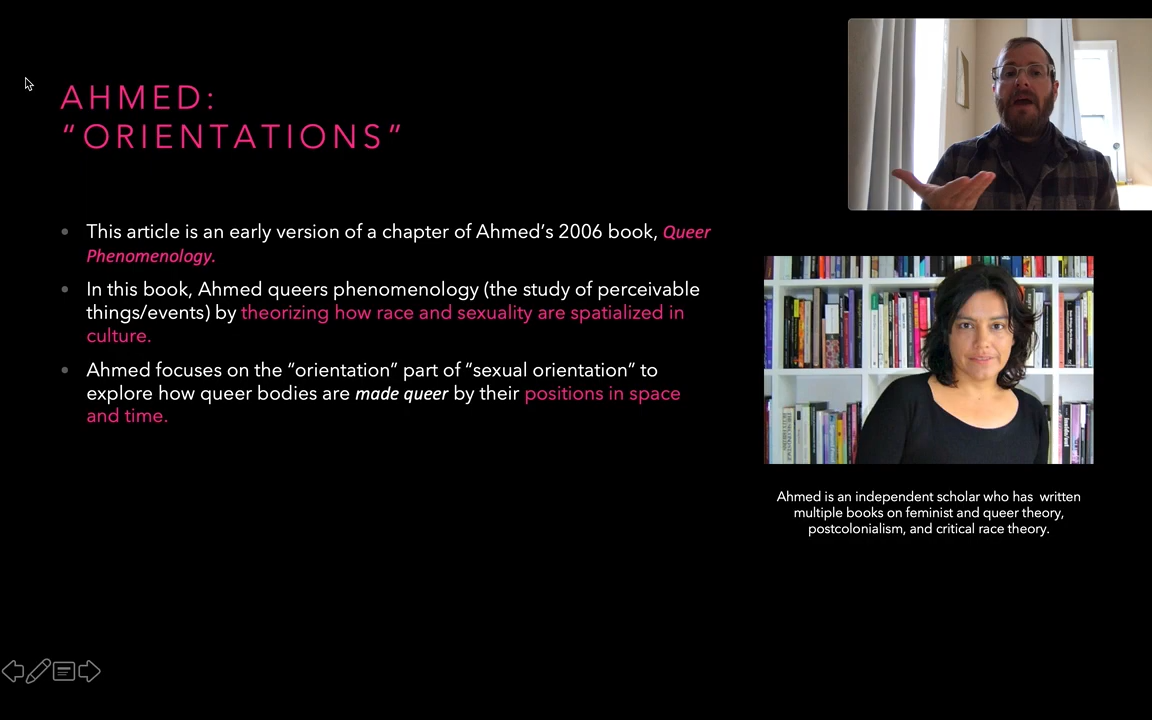 AHMED:
“ORIENTATIONS”
This article is an early version of a chapter of Ahmed’s 2006 book, Queer
Phenomenology.
In this book, Ahmed queers phenomenology (the study of perceivable
things/events) by theorizing how race and sexuality are spatialized in
culture.
Ahmed focuses on the “orientation” part of “sexual orientation” to
explore how queer bodies are made queer by their positions in space
and time.
Ahmed is an independent scholar who has written
multiple books on feminist and queer theory,
postcolonialism, and critical race theory.